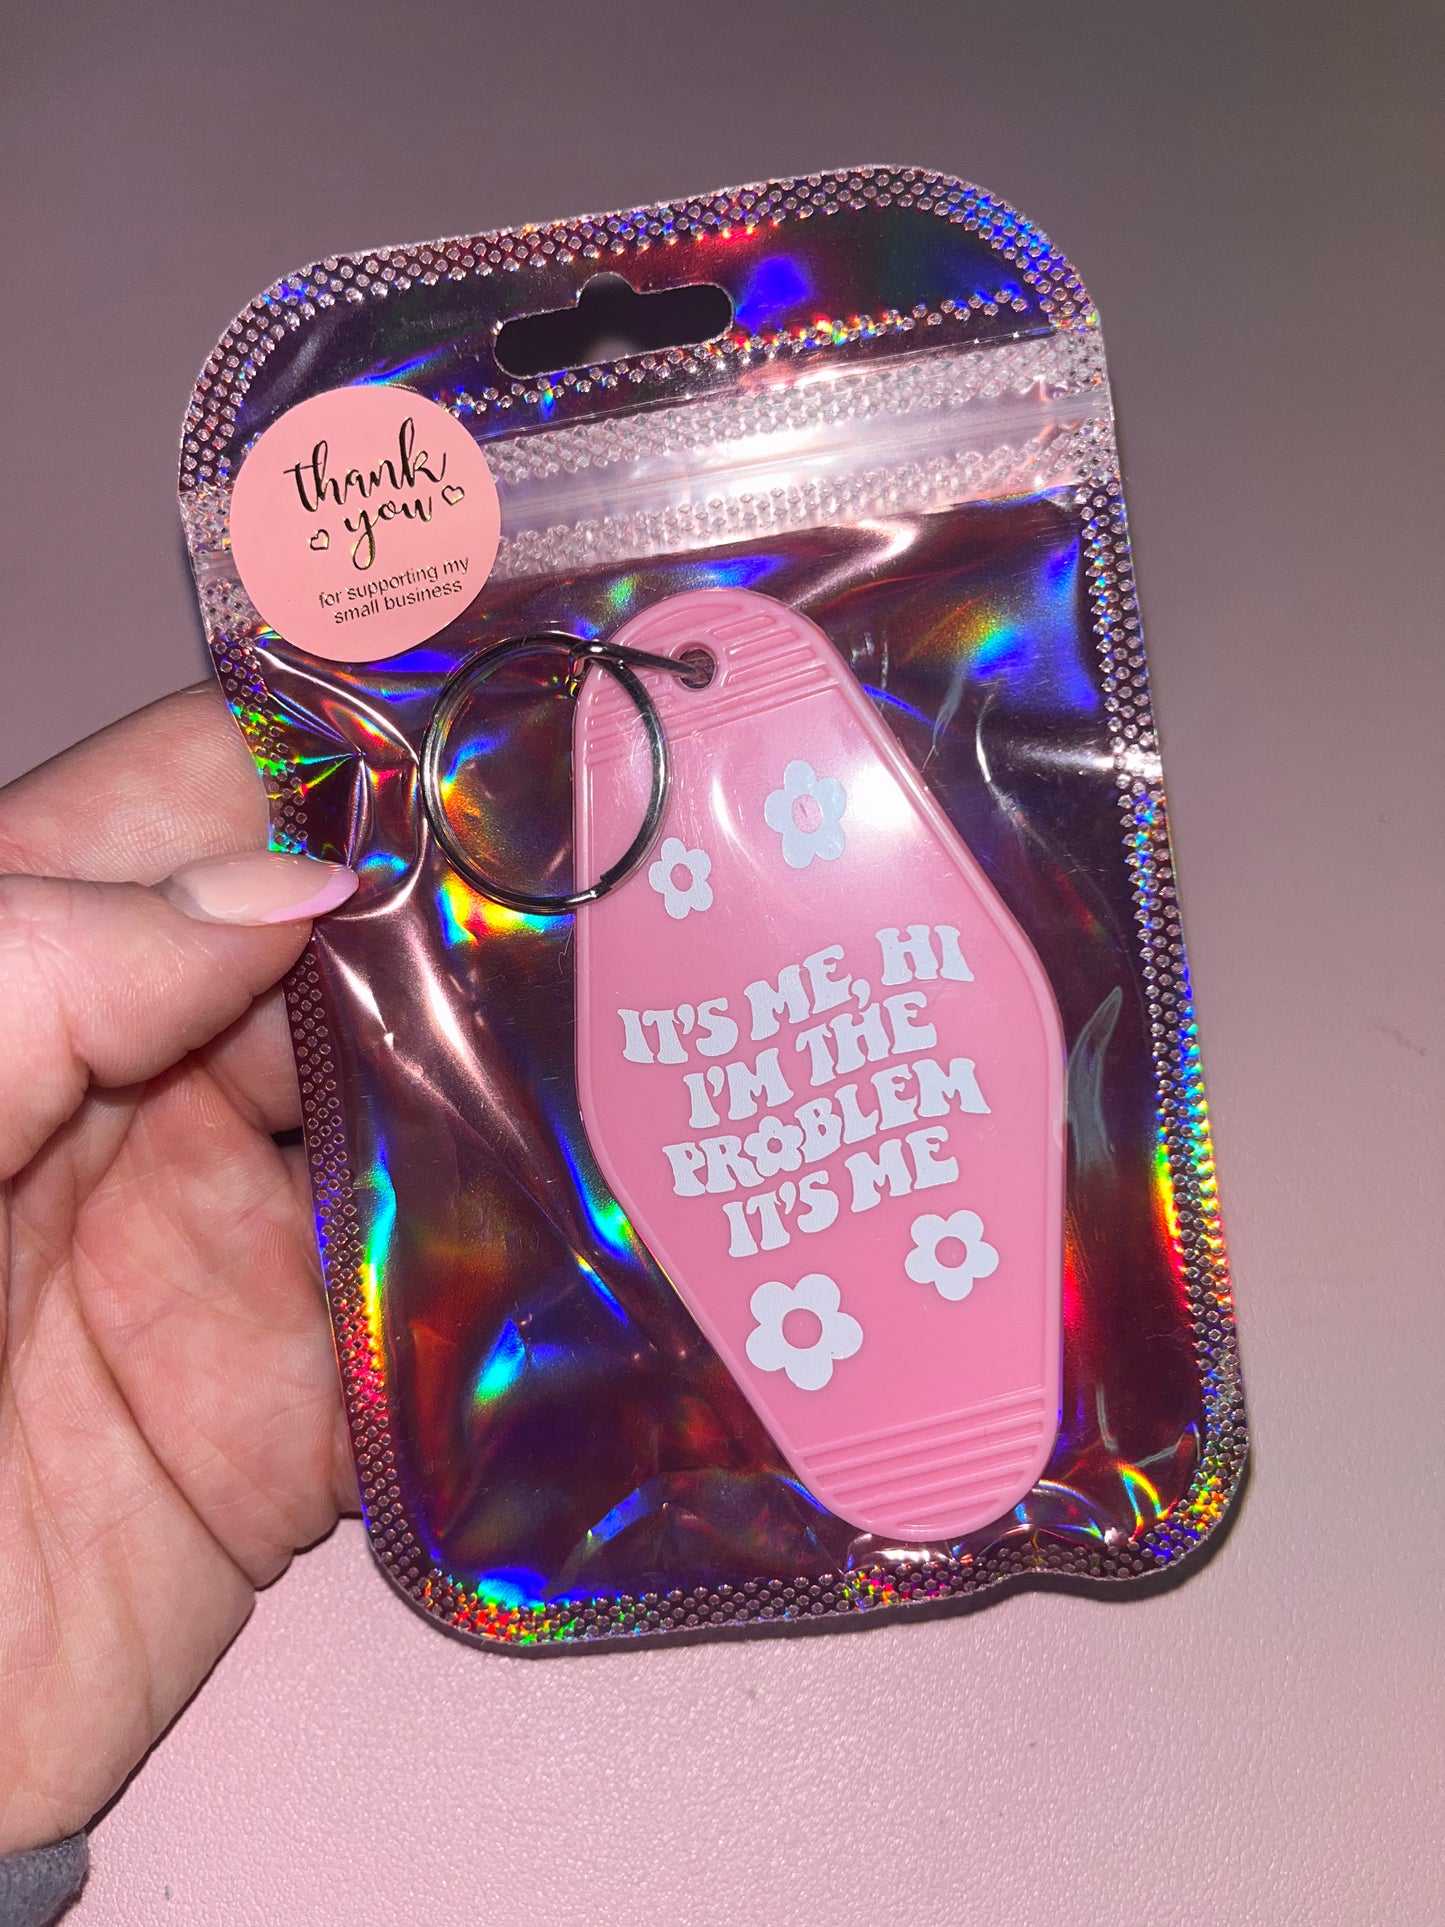 thank
you
for supporting my
small business
IT'S ME, HI
I'M THE
PROBLEM
IT'S ME